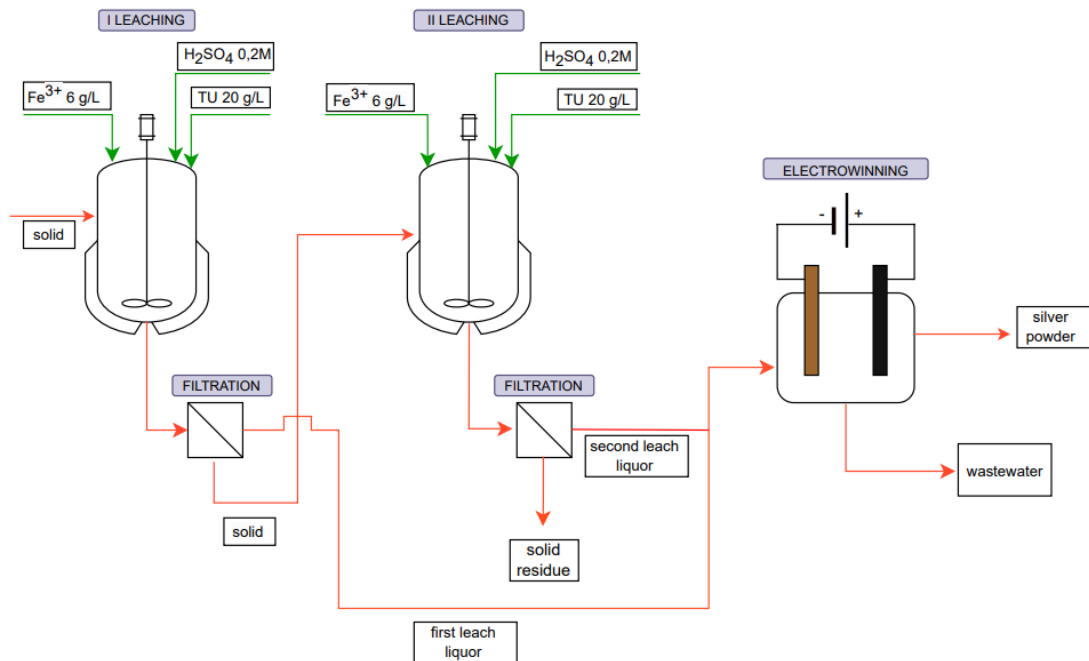 I LEACHING
II LEACHING
H₂SO₄ 0,2M
Fe³⁺ 6 g/L
TU 20 g/L
H₂SO₄ 0,2M
Fe³⁺ 6 g/L
TU 20 g/L
ELECTROWINNING
- +
solid
silver
powder
FILTRATION
FILTRATION
second leach
liquor
wastewater
solid
solid
residue
first leach
liquor